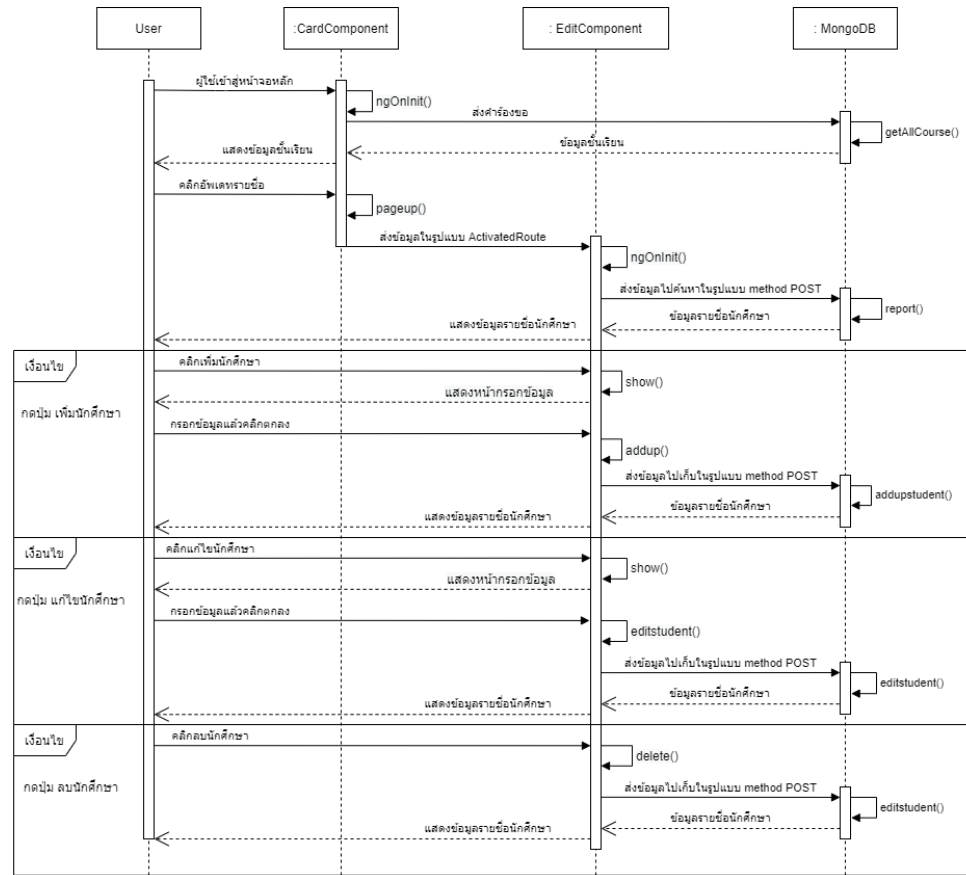 User
:CardComponent
: EditComponent
: MongoDB
ผู้ใช้เข้าสู่หน้าจอหลัก
ngOnInit()
ส่งคำร้องขอ
getAllCourse()
ข้อมูลชั้นเรียน
แสดงข้อมูลชั้นเรียน
คลิกอัพเดทรายชื่อ
pageup()
ส่งข้อมูลในรูปแบบ ActivatedRoute
ngOnInit()
ส่งข้อมูลไปค้นหาในรูปแบบ method POST
report()
ข้อมูลรายชื่อนักศึกษา
แสดงข้อมูลรายชื่อนักศึกษา
เงื่อนไข
คลิกเพิ่มนักศึกษา
show()
แสดงหน้ากรอกข้อมูล
กดปุ่ม เพิ่มนักศึกษา
กรอกข้อมูลแล้วคลิกตกลง
addup()
ส่งข้อมูลไปเก็บในรูปแบบ method POST
addupstudent()
ข้อมูลรายชื่อนักศึกษา
แสดงข้อมูลรายชื่อนักศึกษา
เงื่อนไข
คลิกแก้ไขนักศึกษา
show()
แสดงหน้ากรอกข้อมูล
กดปุ่ม แก้ไขนักศึกษา
กรอกข้อมูลแล้วคลิกตกลง
editstudent()
ส่งข้อมูลไปเก็บในรูปแบบ method POST
editstudent()
ข้อมูลรายชื่อนักศึกษา
แสดงข้อมูลรายชื่อนักศึกษา
เงื่อนไข
คลิกลบนักศึกษา
delete()
กดปุ่ม ลบนักศึกษา
ส่งข้อมูลไปเก็บในรูปแบบ method POST
editstudent()
ข้อมูลรายชื่อนักศึกษา
แสดงข้อมูลรายชื่อนักศึกษา